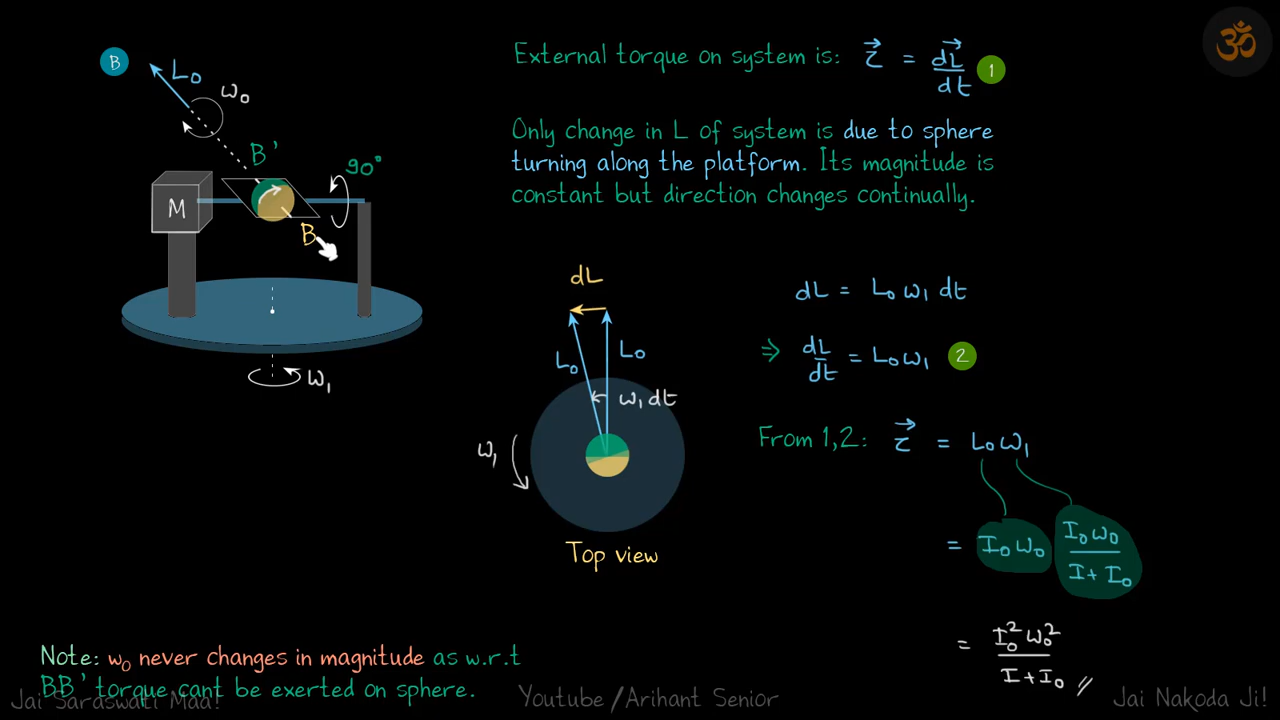 B
L₀
ω₀
B'
90°
M
B
ω₁
External torque on system is: τ⃗ = dL⃗/dt 1
Only change in L of system is due to sphere
turning along the platform. Its magnitude is
constant but direction changes continually.
dL
L₀
L₀
ω₁ dt
ω₁
Top view
dL = L₀ω₁ dt
⇒ dL/dt = L₀ω₁ 2
From 1,2: τ⃗ = L₀ω₁
= I₀ω₀ I₀ω₀/I+I₀
= I₀²ω₀²/I+I₀ //
Note: ω₀ never changes in magnitude as w.r.t
BB' torque cant be exerted on sphere.
Jai Saraswati Maa!
Youtube /Arihant Senior
Jai Nakoda Ji!
ॐ